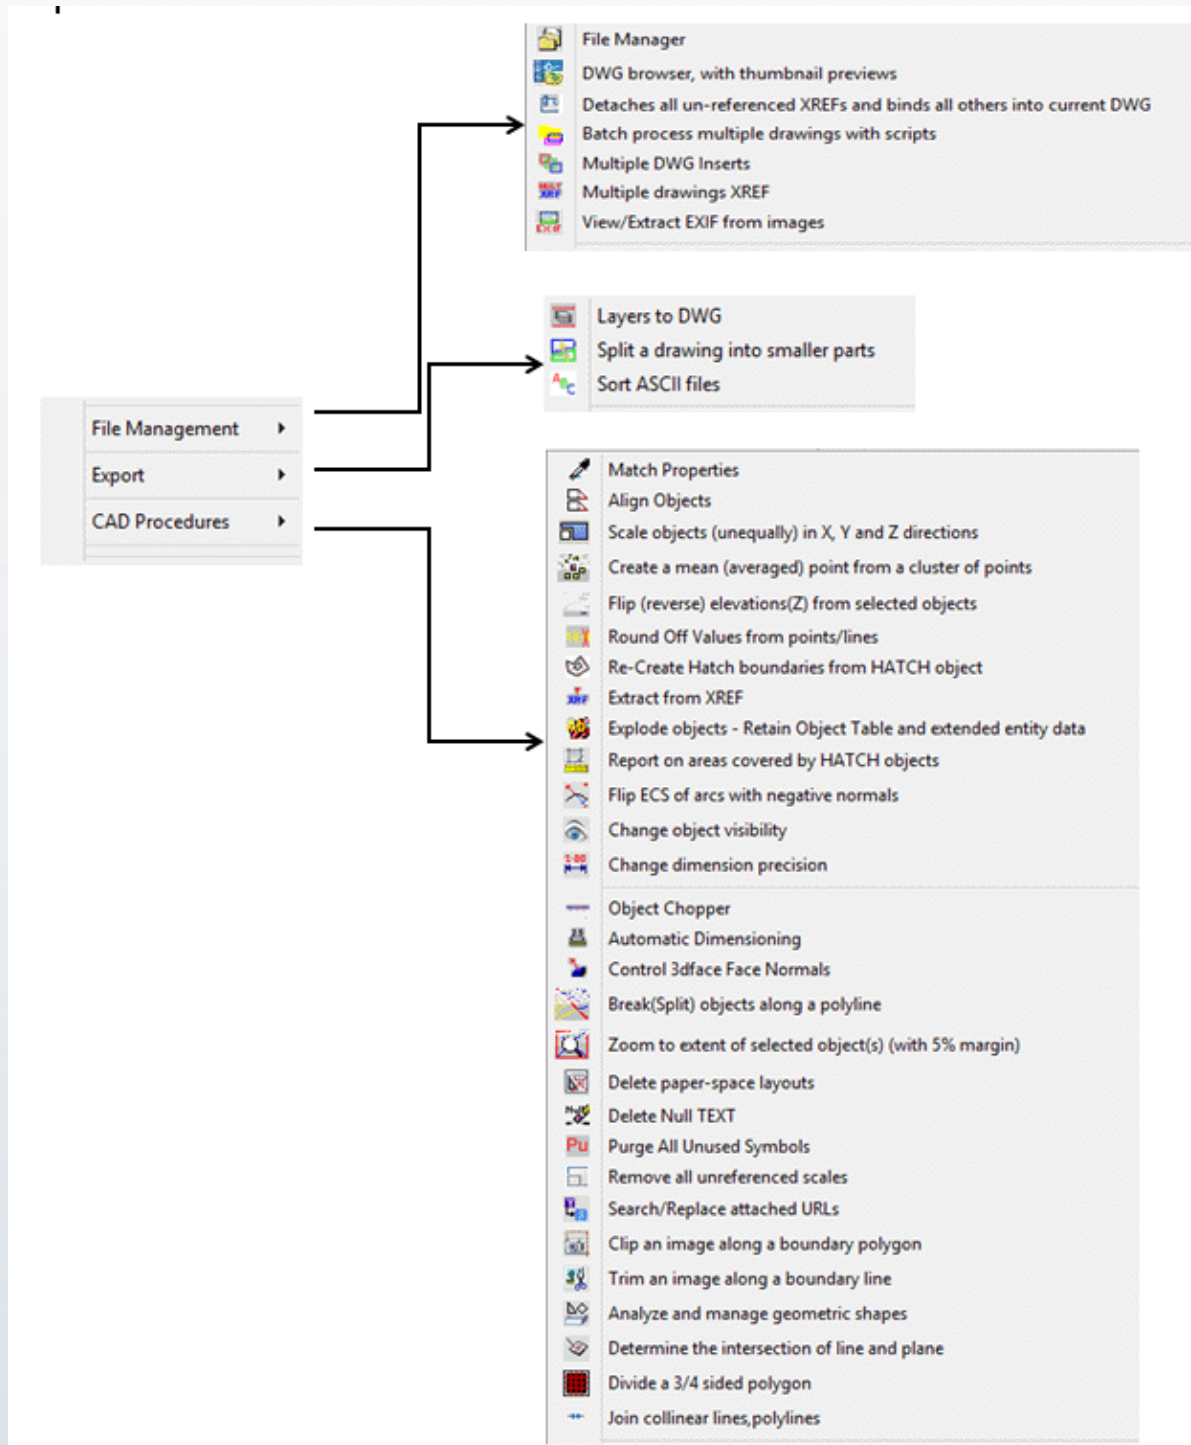 File Manager
DWG browser, with thumbnail previews
Detaches all un-referenced XREFs and binds all others into current DWG
Batch process multiple drawings with scripts
Multiple DWG Inserts
Multiple drawings XREF
View/Extract EXIF from images
Layers to DWG
Split a drawing into smaller parts
Sort ASCII files
File Management
Export
CAD Procedures
Match Properties
Align Objects
Scale objects (unequally) in X, Y and Z directions
Create a mean (averaged) point from a cluster of points
Flip (reverse) elevations(Z) from selected objects
Round Off Values from points/lines
Re-Create Hatch boundaries from HATCH object
Extract from XREF
Explode objects - Retain Object Table and extended entity data
Report on areas covered by HATCH objects
Flip ECS of arcs with negative normals
Change object visibility
Change dimension precision
Object Chopper
Automatic Dimensioning
Control 3dface Face Normals
Break(Split) objects along a polyline
Zoom to extent of selected object(s) (with 5% margin)
Delete paper-space layouts
Delete Null TEXT
Pu Purge All Unused Symbols
Remove all unreferenced scales
Search/Replace attached URLs
Clip an image along a boundary polygon
Trim an image along a boundary line
Analyze and manage geometric shapes
Determine the intersection of line and plane
Divide a 3/4 sided polygon
Join collinear lines,polylines